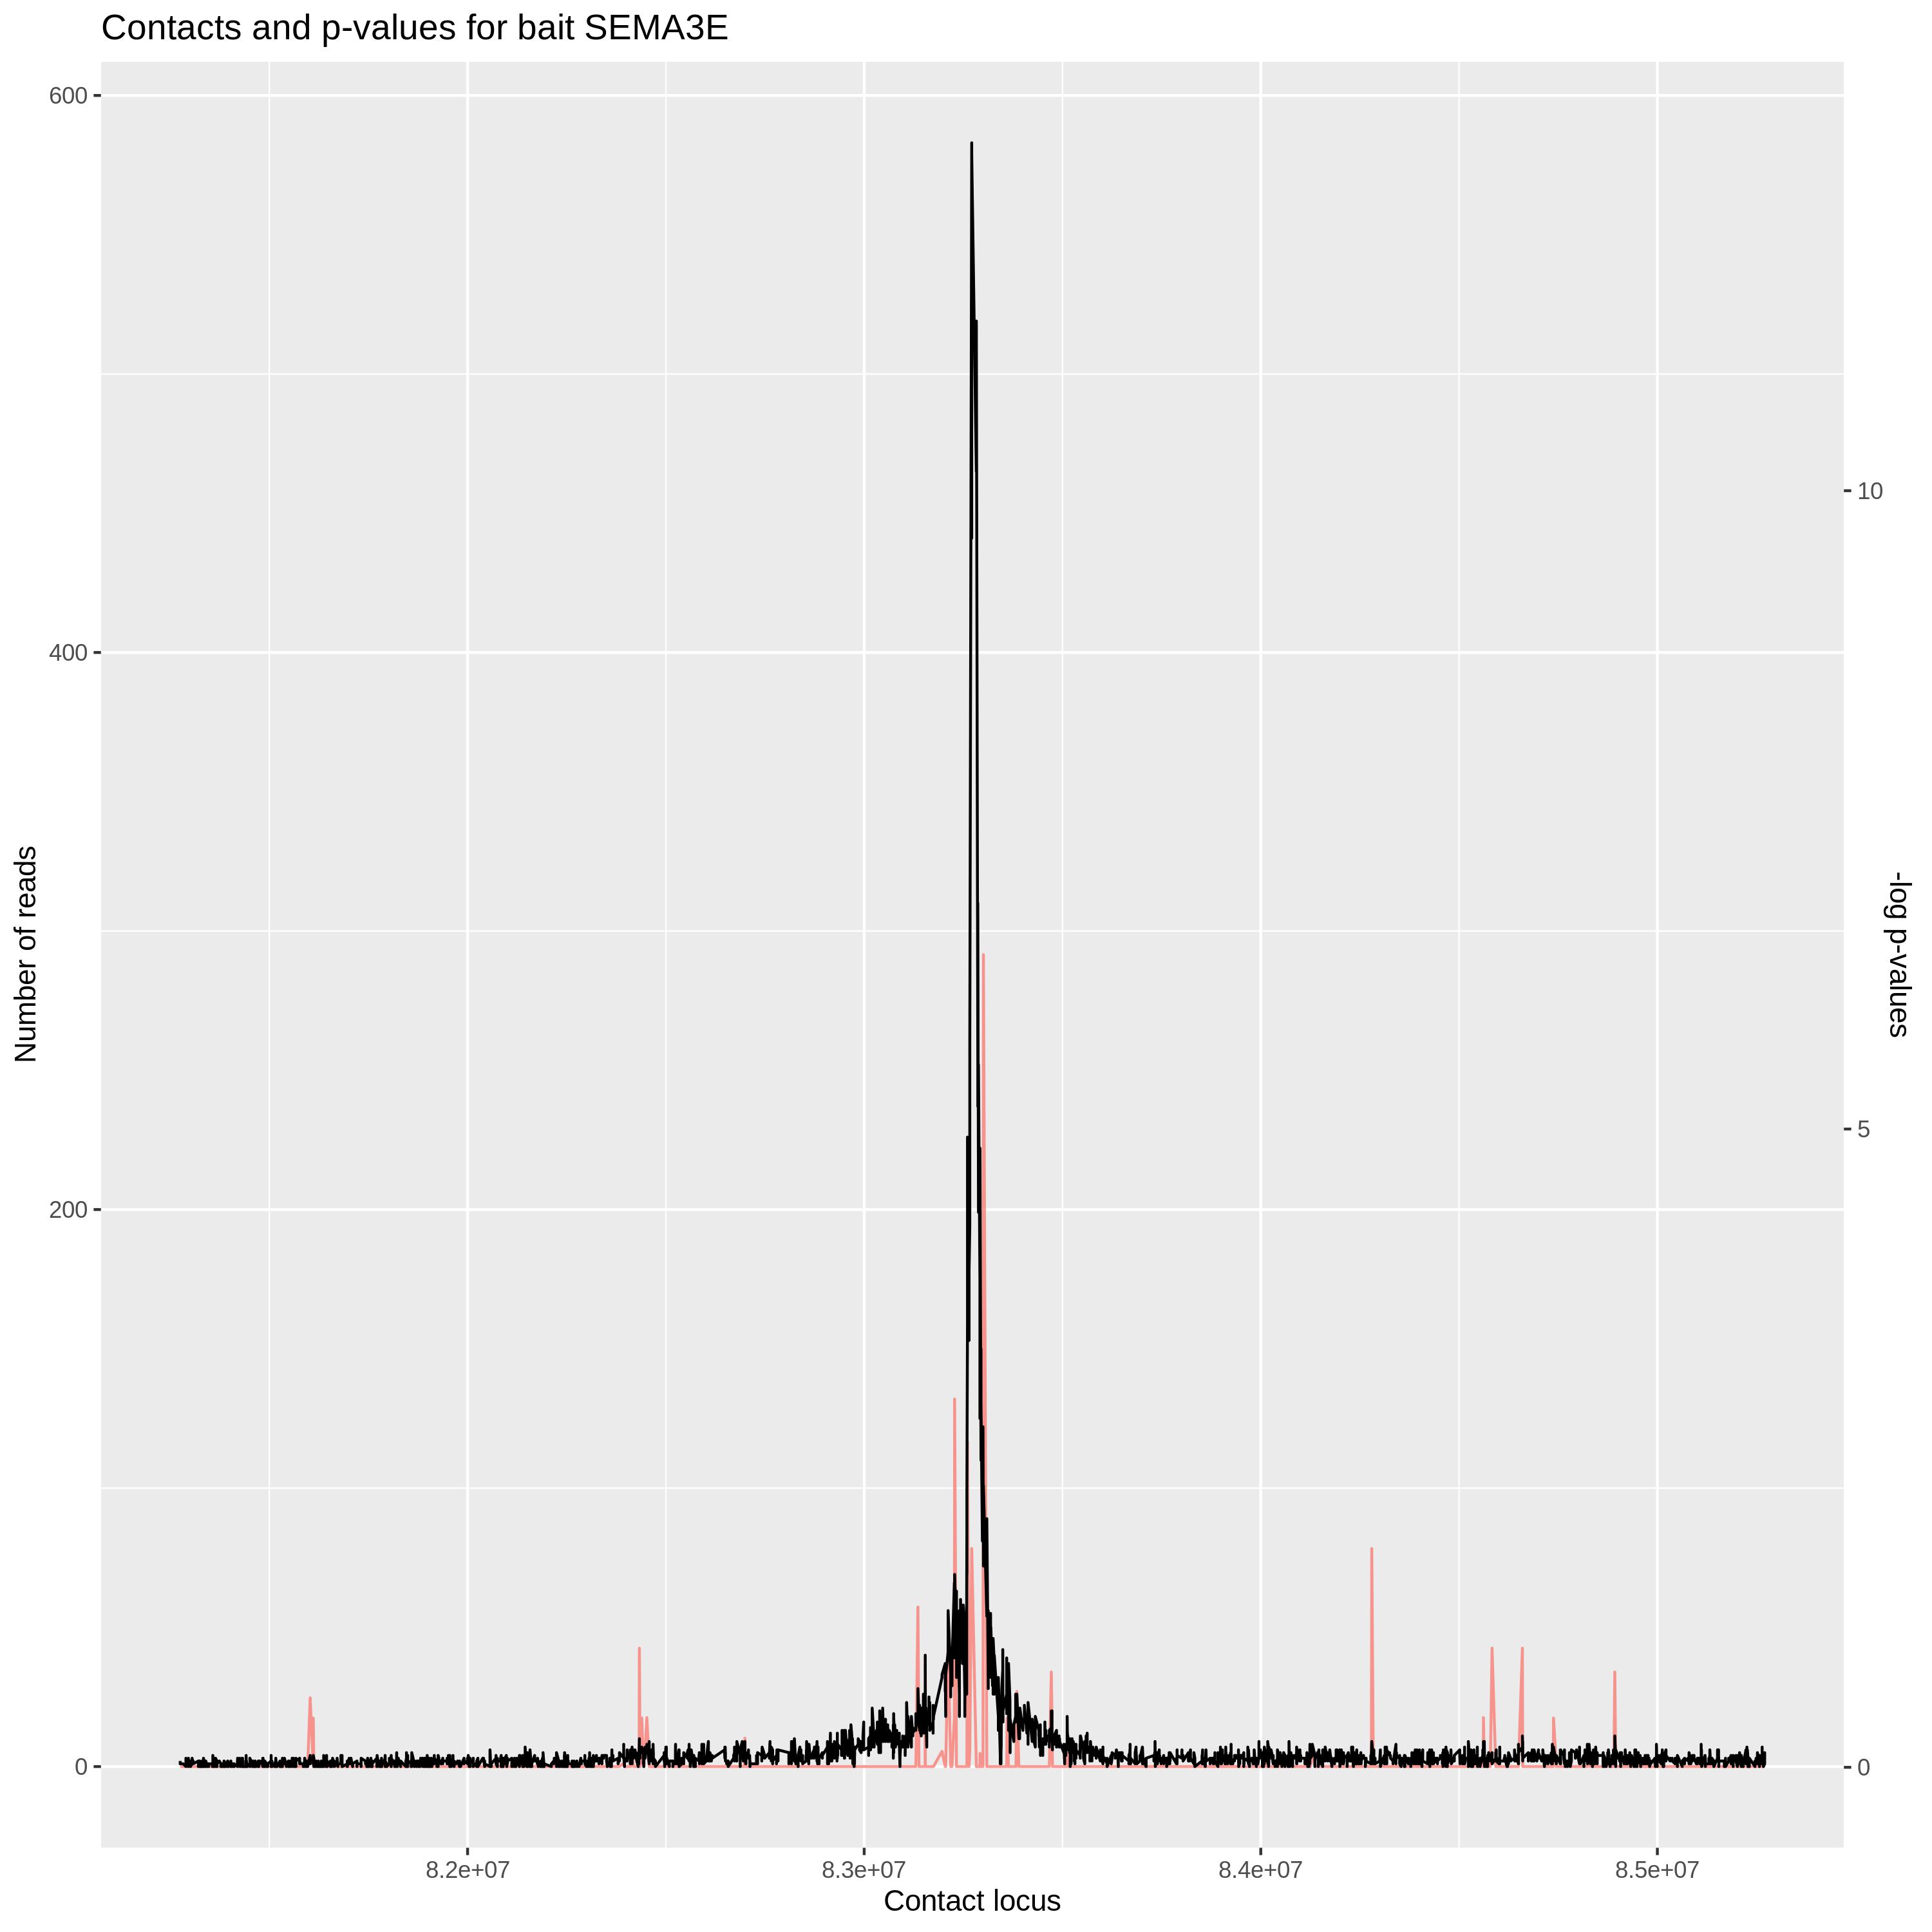 Contacts and p-values for bait SEMA3E
600
400
200
0
Number of reads
10
5
0
-log p-values
8.2e+07
8.3e+07
8.4e+07
8.5e+07
Contact locus